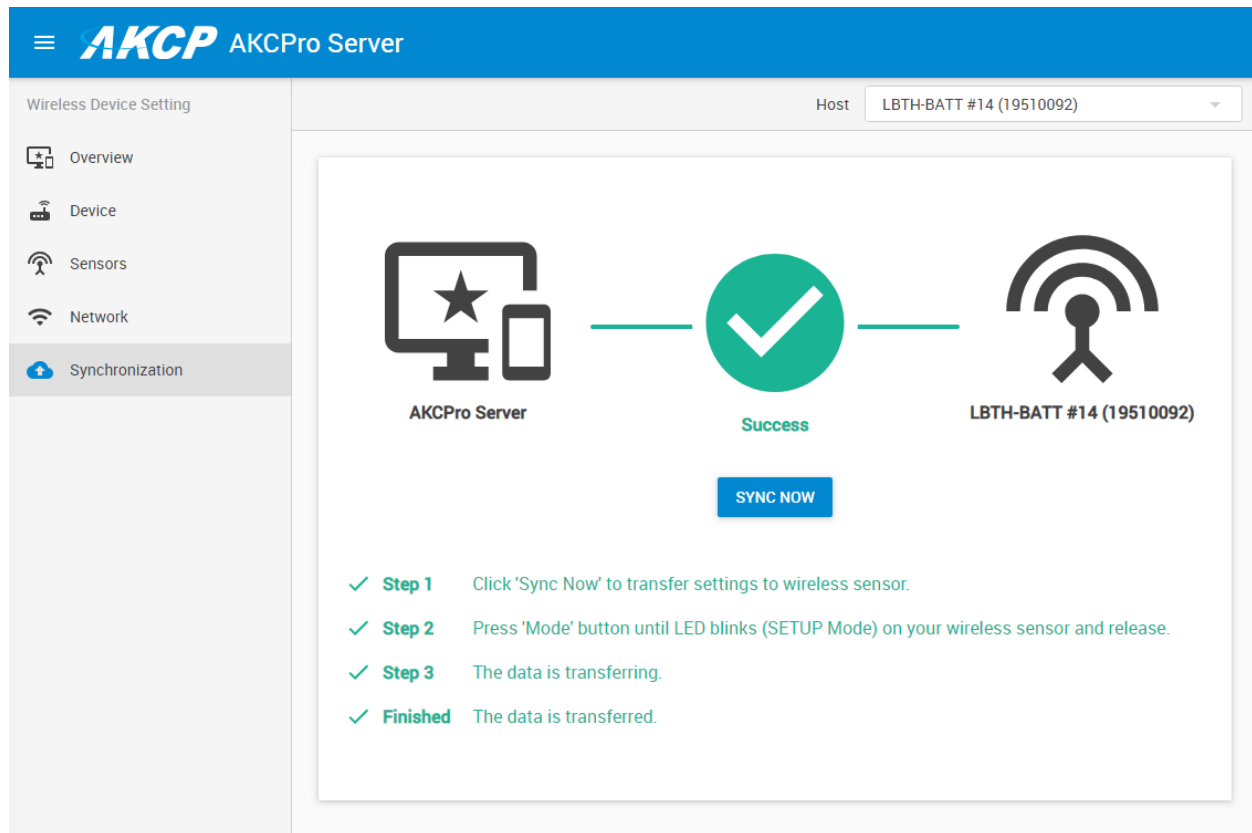 AKCP AKCPro Server
Wireless Device Setting
Host LBTH-BATT #14 (19510092)
Overview
Device
Sensors
Network
Synchronization
AKCPro Server
Success
LBTH-BATT #14 (19510092)
SYNC NOW
Step 1 Click 'Sync Now' to transfer settings to wireless sensor.
Step 2 Press 'Mode' button until LED blinks (SETUP Mode) on your wireless sensor and release.
Step 3 The data is transferring.
Finished The data is transferred.